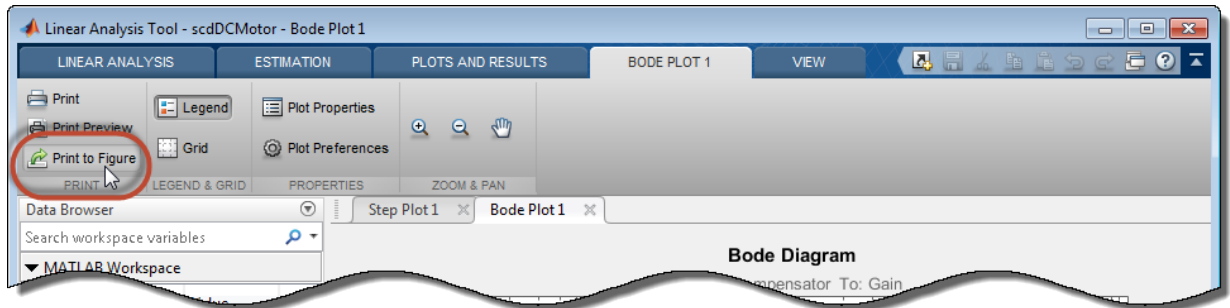 Linear Analysis Tool - scdDCMotor - Bode Plot 1
LINEAR ANALYSIS ESTIMATION PLOTS AND RESULTS BODE PLOT 1 VIEW
Print Legend Plot Properties
Print Preview
Print to Figure Grid Plot Preferences
PRINT LEGEND & GRID PROPERTIES ZOOM & PAN
Data Browser Step Plot 1 Bode Plot 1
Search workspace variables
MATLAB Workspace
Bode Diagram
To: Gain